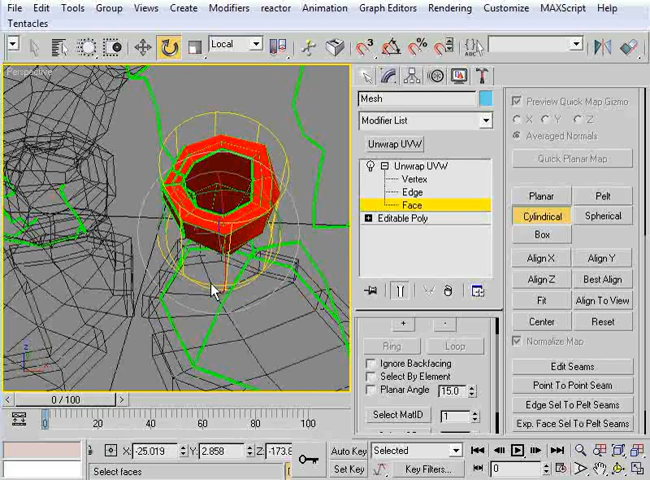 File Edit Tools Group Views Create Modifiers reactor Animation Graph Editors Rendering Customize MAXScript Help
Tentacles
Local
Perspective
Mesh
Modifier List
Unwrap UVW
Unwrap UVW
Vertex
Edge
Face
Editable Poly
+ -
Ring Loop
Ignore Backfacing
Select By Element
Planar Angle 15.0
Select MatID 1
Preview Quick Map Gizmo
X Y Z
Averaged Normals
Quick Planar Map
Planar Pelt
Cylindrical Spherical
Box
Align X Align Y
Align Z Best Align
Fit Align To View
Center Reset
Normalize Map
Edit Seams
Point To Point Seam
Edge Sel To Pelt Seams
Exp. Face Sel To Pelt Seams
z
< 0 / 100 >
0 20 40 60 80 100
X: -25.019 Y: 2.858 Z: -173.8
Select faces
Auto Key Selected
Set Key Key Filters...
0